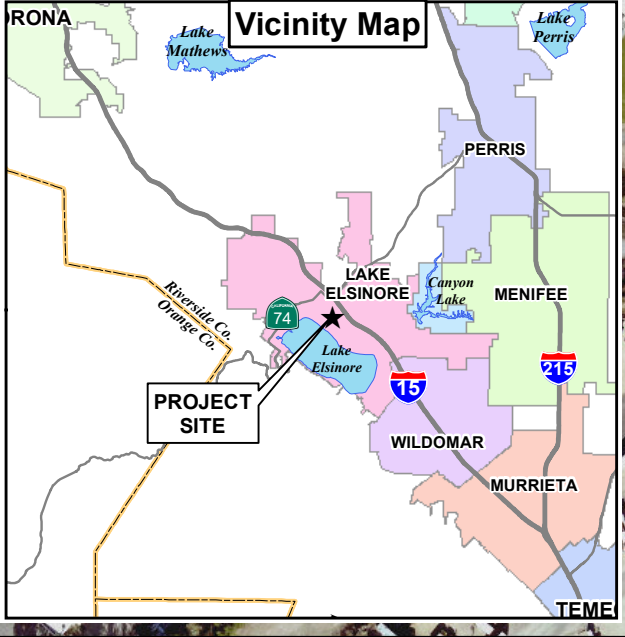 Vicinity Map
ORONA
Lake
Mathews
Lake
Perris
PERRIS
LAKE
ELSINORE
Canyon
Lake
MENIFEE
Riverside Co.
Orange Co.
CALIFORNIA
74
Lake
Elsinore
PROJECT
SITE
15
215
WILDOMAR
MURRIETA
TEME